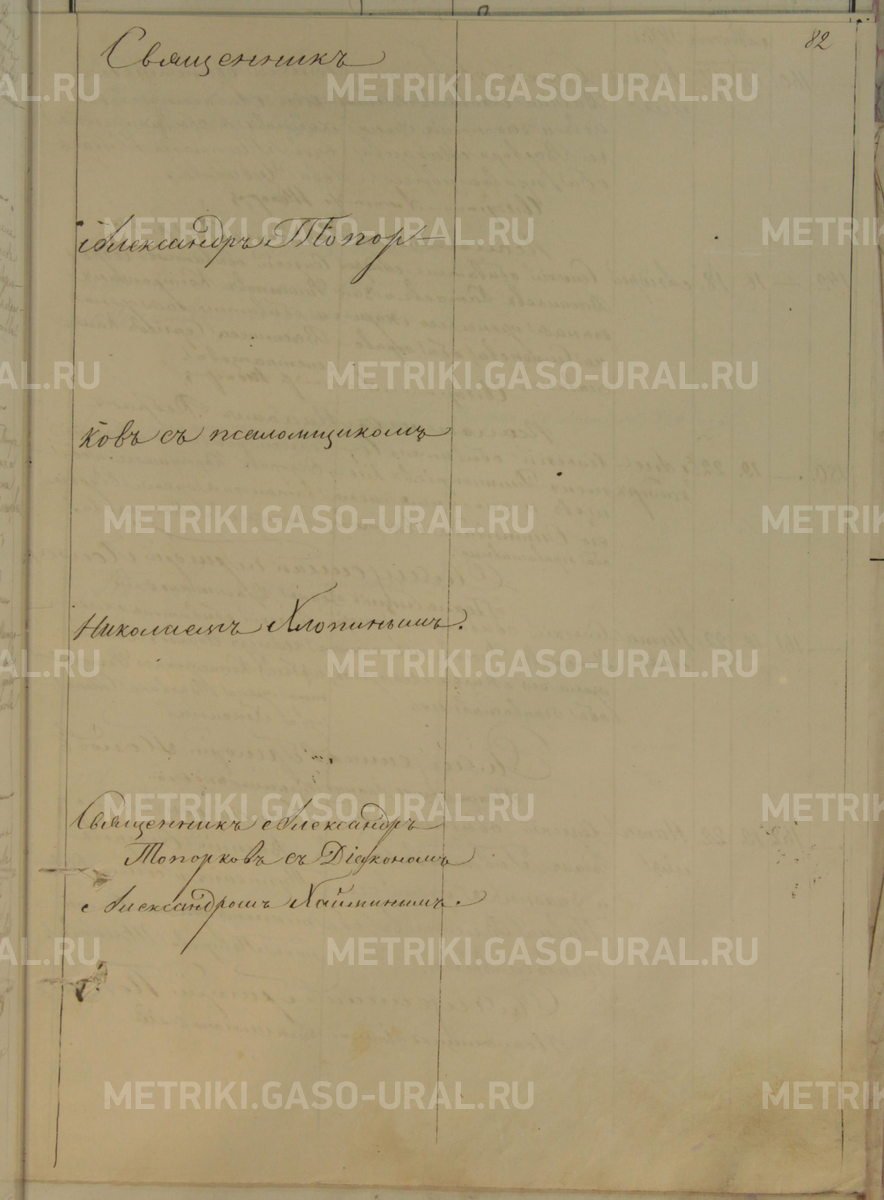 82
Священникъ
Александръ Топор-
ковъ съ псаломщикомъ
Николаемъ Хлопинымъ.
Священникъ Александръ
Топорковъ съ Діакономъ
Александромъ Хайминымъ.
METRIKI.GASO-URAL.RU